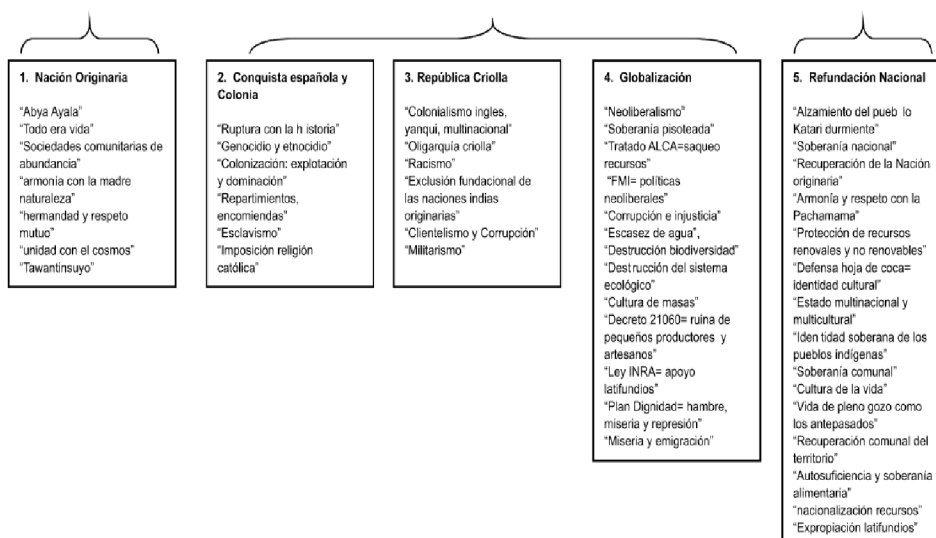 1. Nación Originaria
“Abya Ayala”
“Todo era vida”
“Sociedades comunitarias de
abundancia”
“armonía con la madre
naturaleza”
“hermandad y respeto
mutuo”
“unidad con el cosmos”
“Tawantinsuyo”
2. Conquista española y
Colonia
“Ruptura con la h istoria”
“Genocidio y etnocidio”
“Colonización: explotación
y dominación”
“Repartimientos,
encomiendas”
“Esclavismo”
“Imposición religión
católica”
3. República Criolla
“Colonialismo ingles,
yanqui, multinacional”
“Oligarquía criolla”
“Racismo”
“Exclusión fundacional de
las naciones indias
originarias”
“Clientelismo y Corrupción”
“Militarismo”
4. Globalización
“Neoliberalismo”
“Soberanía pisoteada”
“Tratado ALCA=saqueo
recursos”
“FMI= políticas
neoliberales”
“Corrupción e injusticia”
“Escasez de agua”,
“Destrucción biodiversidad”
“Destrucción del sistema
ecológico”
“Cultura de masas”
“Decreto 21060= ruina de
pequeños productores y
artesanos”
“Ley INRA= apoyo
latifundios”
“Plan Dignidad= hambre,
miseria y represión”
“Miseria y emigración”
5. Refundación Nacional
“Alzamiento del pueb lo
Katari durmiente”
“Soberanía nacional”
“Recuperación de la Nación
originaria”
“Armonía y respeto con la
Pachamama”
“Protección de recursos
renovales y no renovables”
“Defensa hoja de coca=
identidad cultural”
“Estado multinacional y
multicultural”
“Iden tidad soberana de los
pueblos indígenas”
“Soberanía comunal”
“Cultura de la vida”
“Vida de pleno gozo como
los antepasados”
“Recuperación comunal del
territorio”
“Autosuficiencia y soberanía
alimentaria”
“nacionalización recursos”
“Expropiación latifundios”